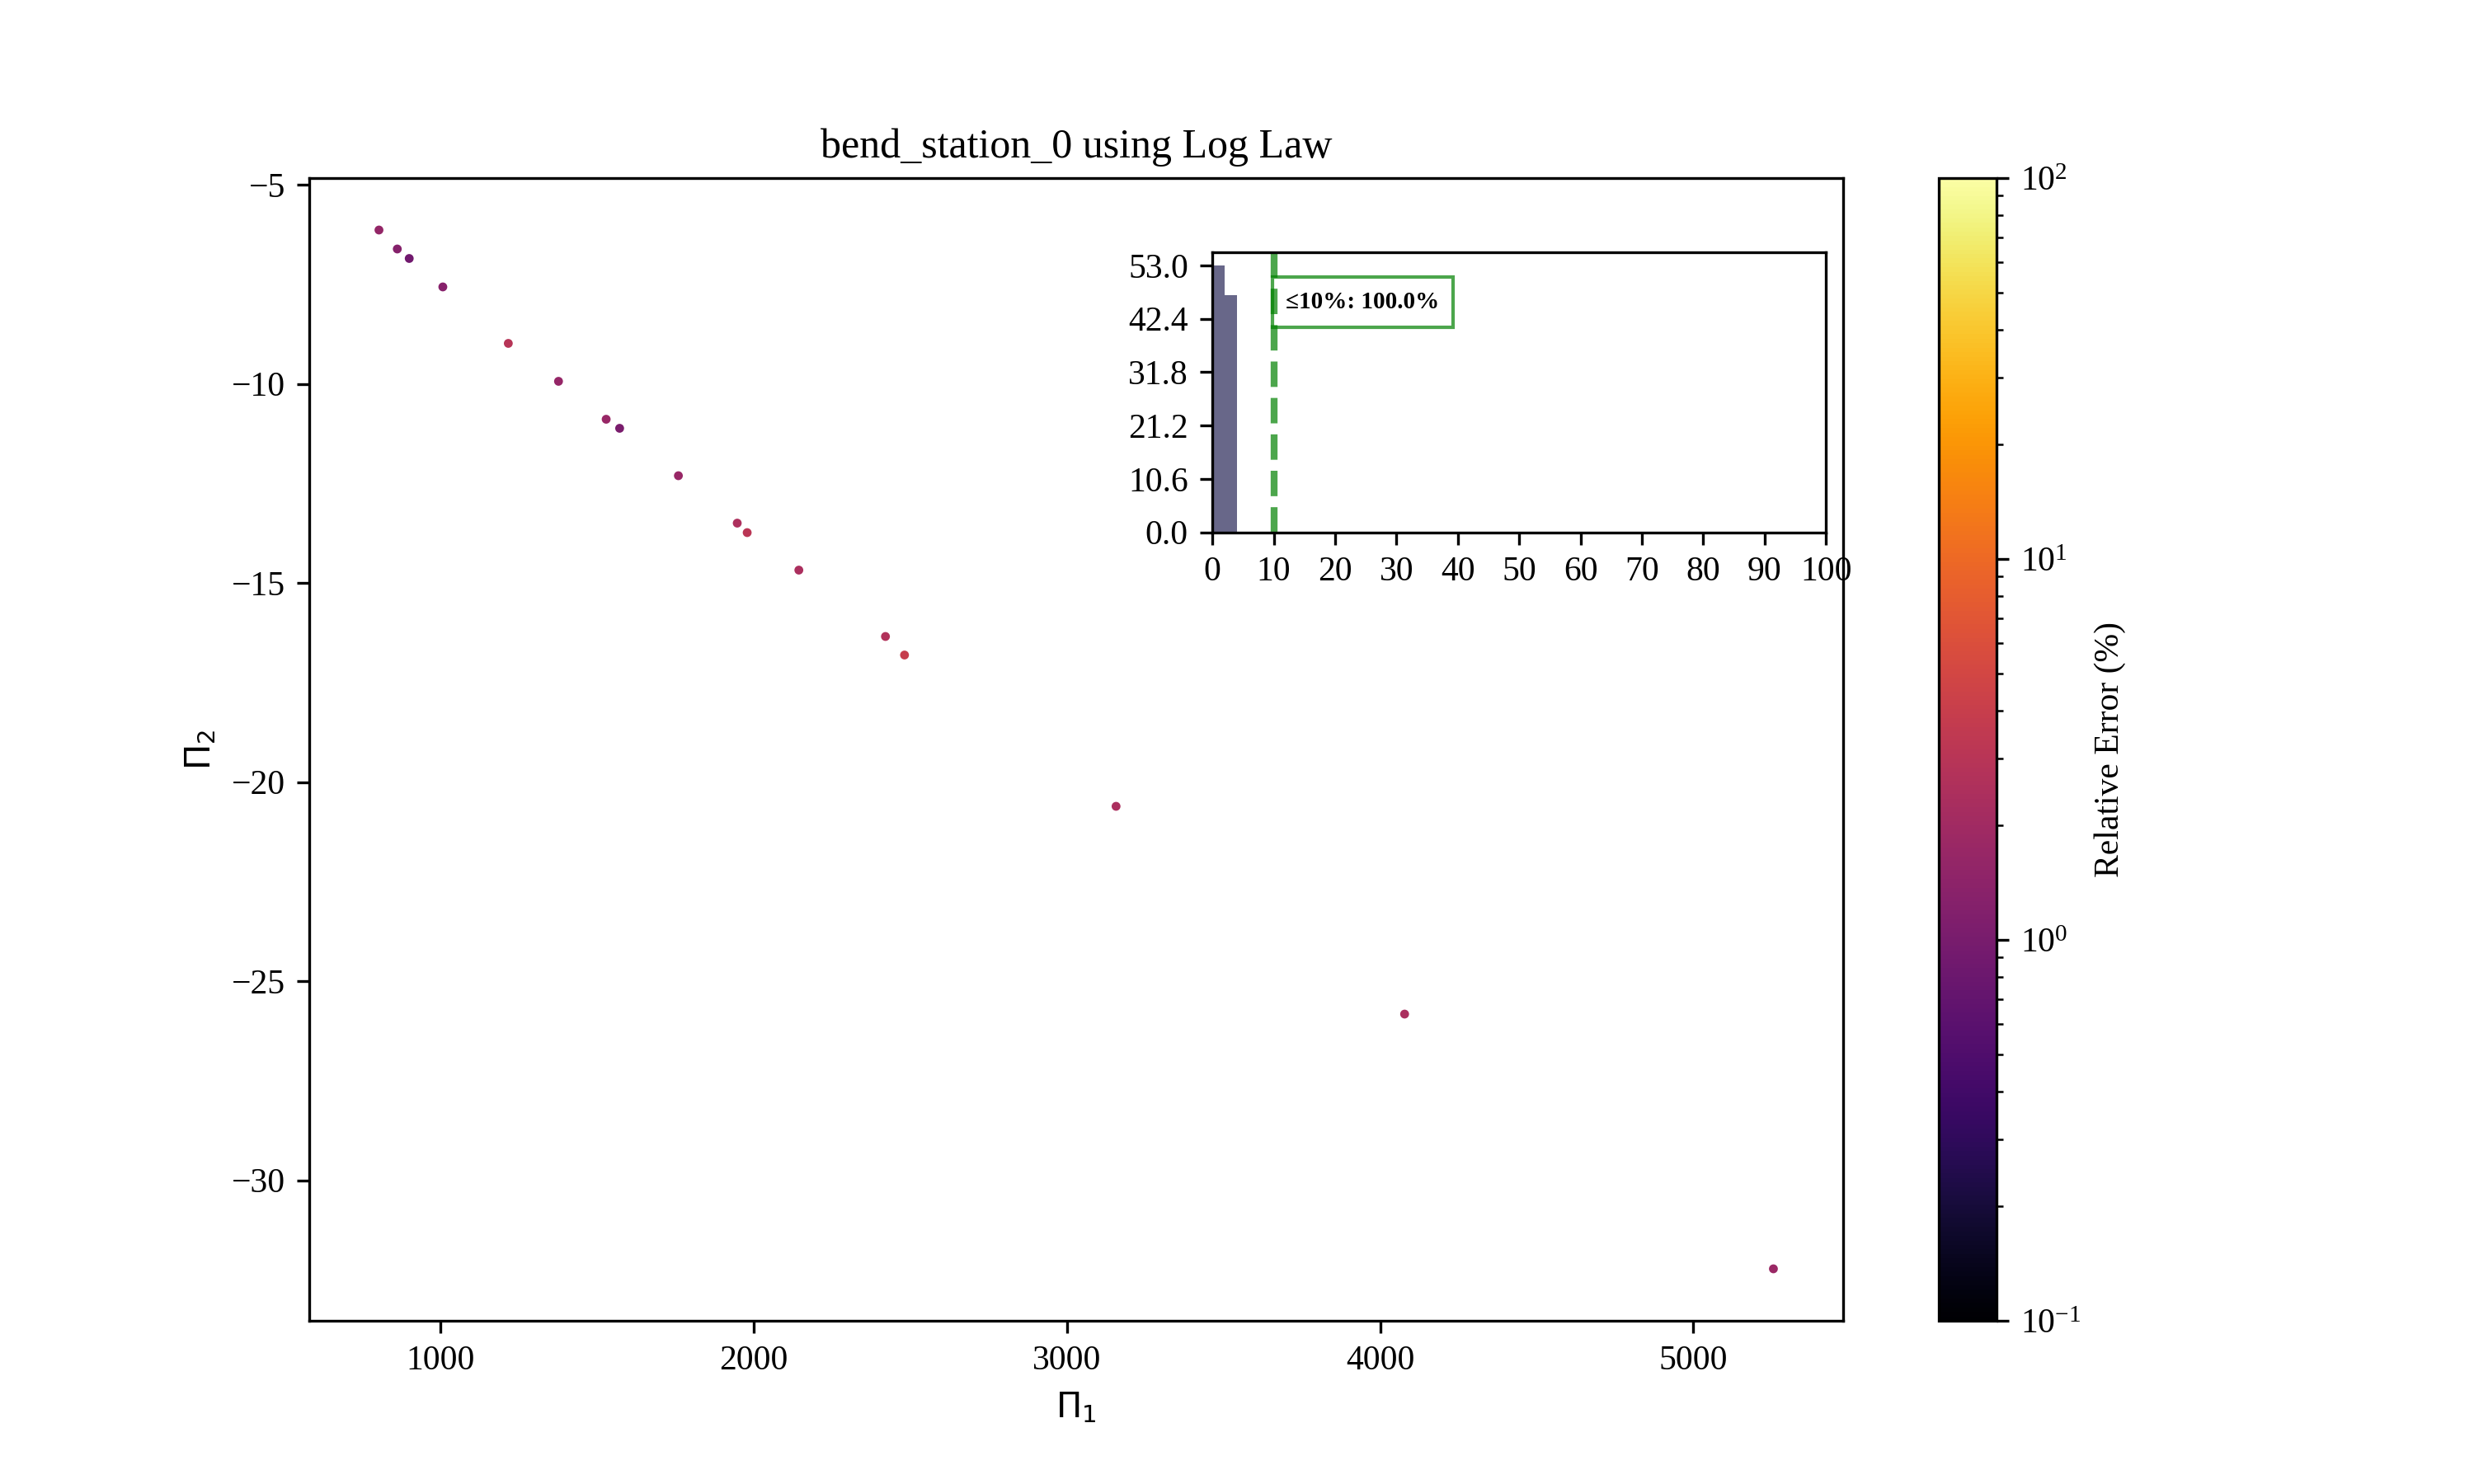 bend_station_0 using Log Law
−5
−10
−15
−20
−25
−30
Π₂
53.0
42.4
31.8
21.2
10.6
0.0
≤10%: 100.0%
0 10 20 30 40 50 60 70 80 90 100
1000 2000 3000 4000 5000
Π₁
10²
10¹
10⁰
10⁻¹
Relative Error (%)